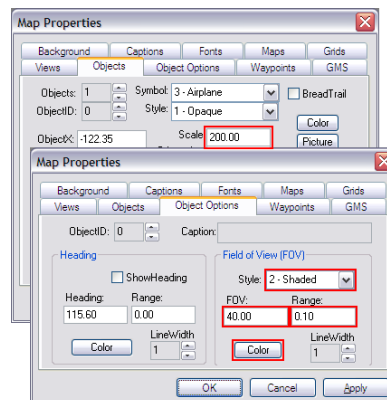 Map Properties
Background Captions Fonts Maps Grids
Views Objects Object Options Waypoints GMS
Objects: 1 Symbol: 3 - Airplane BreadTrail
ObjectID: 0 Style: 1 - Opaque
Color
ObjectX: -122.35 Scale 200.00
Picture
Map Properties
Background Captions Fonts Maps Grids
Views Objects Object Options Waypoints GMS
ObjectID: 0 Caption:
Heading Field of View (FOV)
ShowHeading Style: 2 - Shaded
Heading: Range: FOV: Range:
115.60 0.00 40.00 0.10
LineWidth LineWidth
Color 1 Color 1
OK Cancel Apply